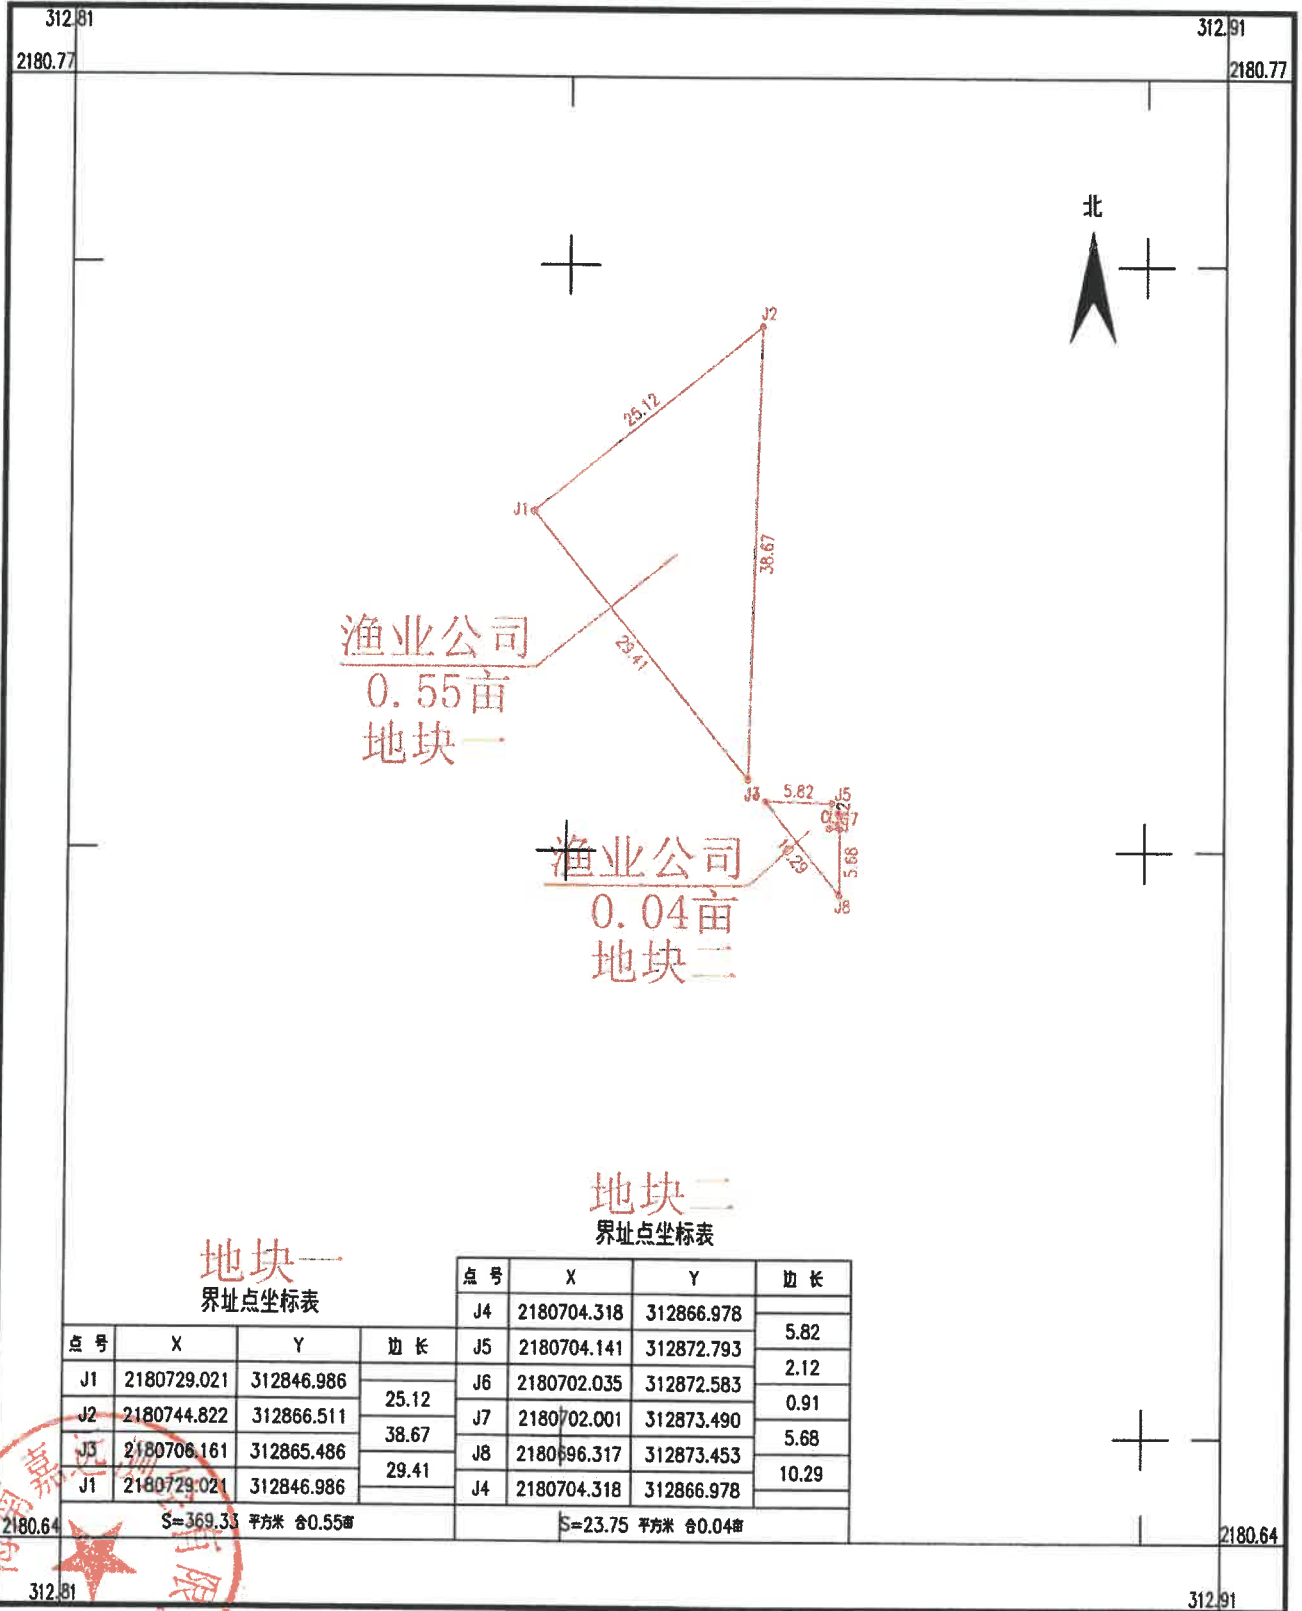 312.81
312.91
2180.77
2180.77
北
J2
25.12
J1
38.67
渔业公司
29.41
0.55亩
地块一
J3
5.82
J5
渔业公司
10.29
5.68
0.04亩
J8
地块二
地块二
界址点坐标表
点号 X Y 边长
J4 2180704.318 312866.978
5.82
J5 2180704.141 312872.793
2.12
J6 2180702.035 312872.583
0.91
J7 2180702.001 312873.490
5.68
J8 2180696.317 312873.453
10.29
J4 2180704.318 312866.978
S=23.75 平方米 合0.04亩
地块一
界址点坐标表
点号 X Y 边长
J1 2180729.021 312846.986
25.12
J2 2180744.822 312866.511
38.67
J3 2180706.161 312865.486
29.41
J1 2180729.021 312846.986
S=369.33 平方米 合0.55亩
嘉远测绘有限
2180.64
2180.64
312.81
312.91